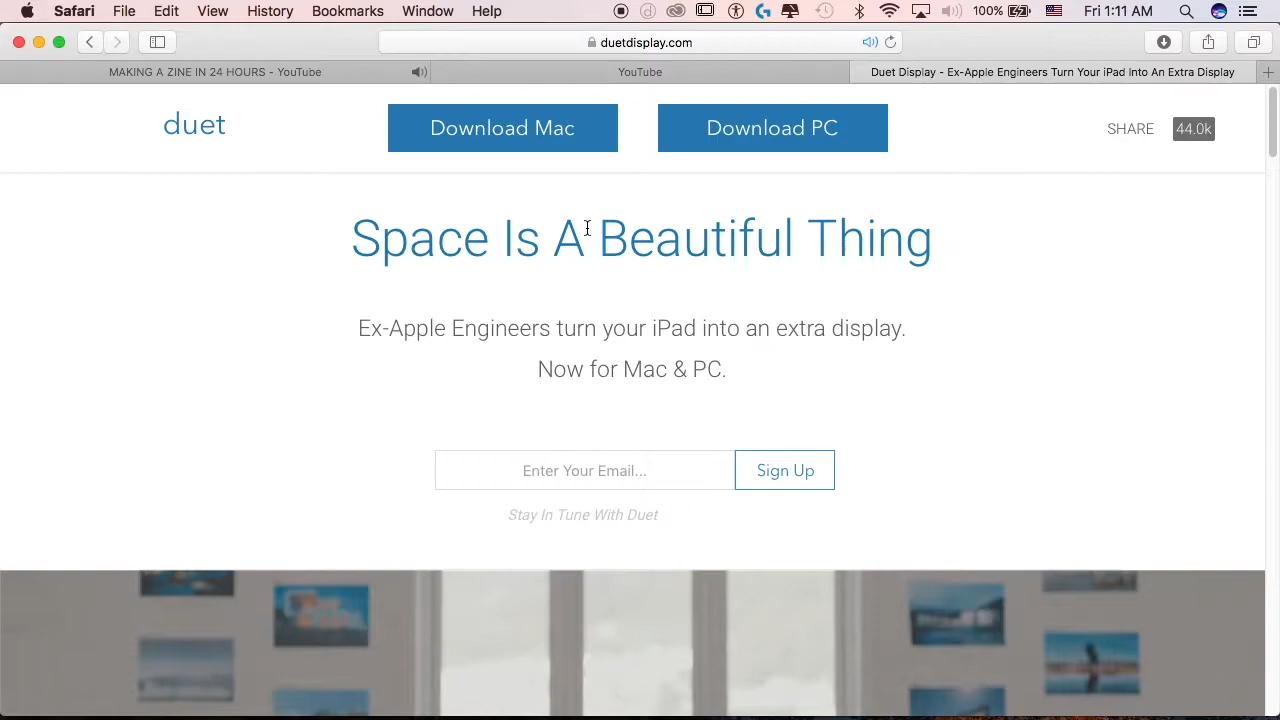 Safari File Edit View History Bookmarks Window Help 100% Fri 1:11 AM
duetdisplay.com
MAKING A ZINE IN 24 HOURS - YouTube YouTube Duet Display - Ex-Apple Engineers Turn Your iPad Into An Extra Display
duet Download Mac Download PC SHARE 44.0k
Space Is A Beautiful Thing
Ex-Apple Engineers turn your iPad into an extra display.
Now for Mac & PC.
Enter Your Email... Sign Up
Stay In Tune With Duet